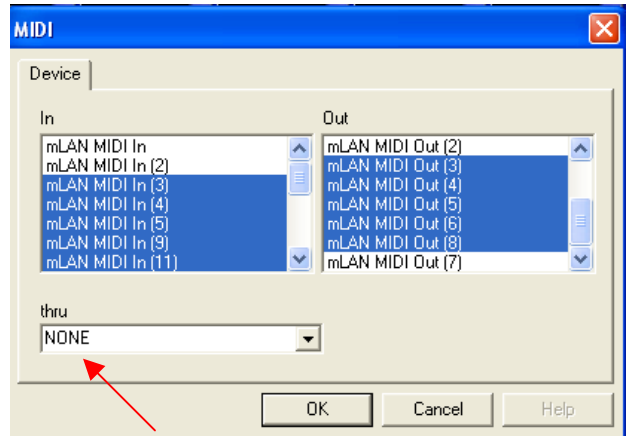 MIDI
Device
In
mLAN MIDI In
mLAN MIDI In (2)
mLAN MIDI In (3)
mLAN MIDI In (4)
mLAN MIDI In (5)
mLAN MIDI In (9)
mLAN MIDI In (11)
Out
mLAN MIDI Out (2)
mLAN MIDI Out (3)
mLAN MIDI Out (4)
mLAN MIDI Out (5)
mLAN MIDI Out (6)
mLAN MIDI Out (8)
mLAN MIDI Out (7)
thru
NONE
OK
Cancel
Help